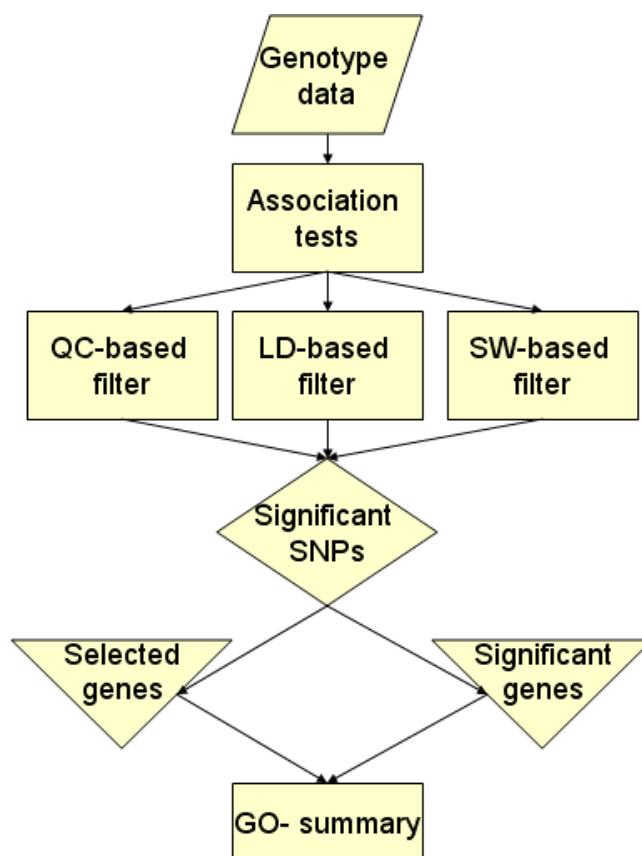 Genotype
data
Association
tests
QC-based
filter
LD-based
filter
SW-based
filter
Significant
SNPs
Selected
genes
Significant
genes
GO- summary